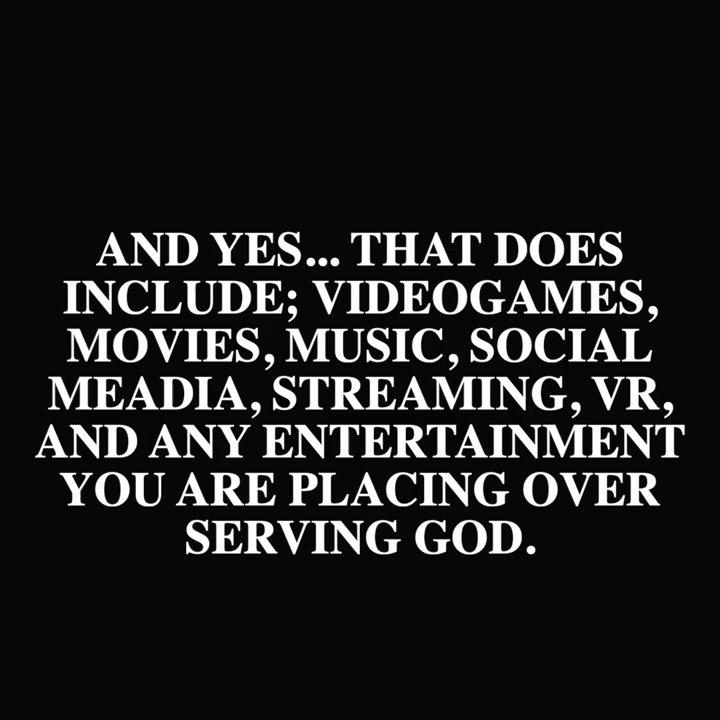 AND YES... THAT DOES
INCLUDE; VIDEOGAMES,
MOVIES, MUSIC, SOCIAL
MEADIA, STREAMING, VR,
AND ANY ENTERTAINMENT
YOU ARE PLACING OVER
SERVING GOD.